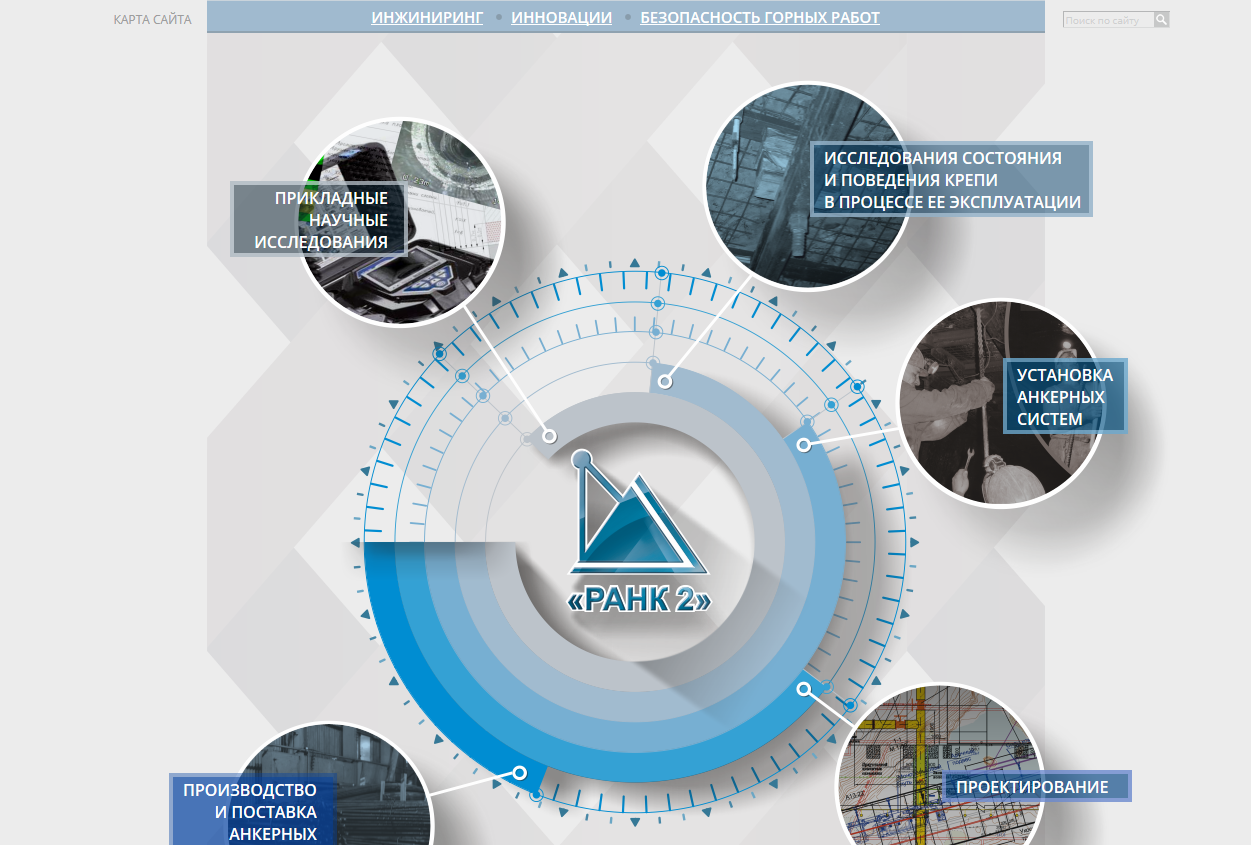 КАРТА САЙТА
ИНЖИНИРИНГ • ИННОВАЦИИ • БЕЗОПАСНОСТЬ ГОРНЫХ РАБОТ
Поиск по сайту
ПРИКЛАДНЫЕ
НАУЧНЫЕ
ИССЛЕДОВАНИЯ
ИССЛЕДОВАНИЯ СОСТОЯНИЯ
И ПОВЕДЕНИЯ КРЕПИ
В ПРОЦЕССЕ ЕЕ ЭКСПЛУАТАЦИИ
УСТАНОВКА
АНКЕРНЫХ
СИСТЕМ
«РАНК 2»
ПРОЕКТИРОВАНИЕ
ПРОИЗВОДСТВО
И ПОСТАВКА
АНКЕРНЫХ